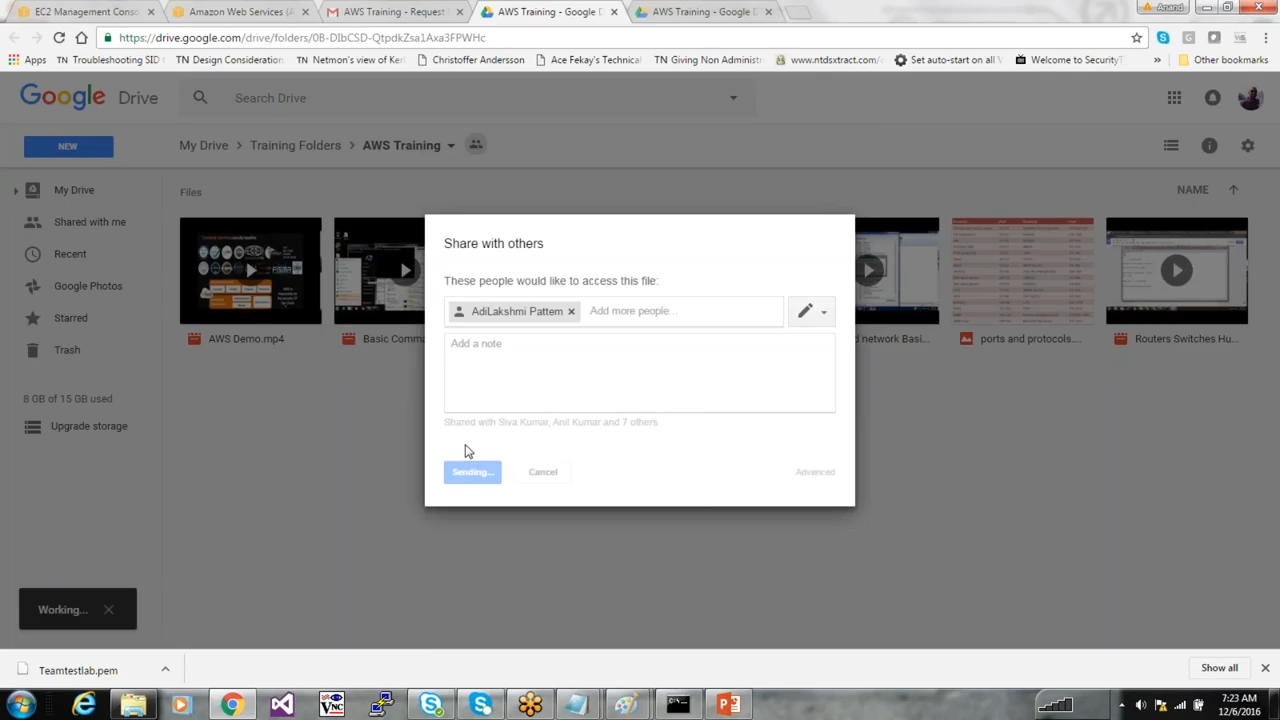 EC2 Management Conso
Amazon Web Services (A
AWS Training - Request
AWS Training - Google D
AWS Training - Google D
Anand
https://drive.google.com/drive/folders/0B-DIbCSD-QtpdkZsa1Axa3FPWHc
Apps
TN Troubleshooting SID
TN Design Consideration
TN Netmon's view of Ker
Christoffer Andersson
Ace Fekay's Technical
TN Giving Non Administr
www.ntdsxtract.com/
Set auto-start on all V
Welcome to SecurityT
Other bookmarks
Google Drive
Search Drive
NEW
My Drive > Training Folders > AWS Training
My Drive
Shared with me
Recent
Google Photos
Starred
Trash
8 GB of 15 GB used
Upgrade storage
Files
NAME
Share with others
These people would like to access this file:
AdiLakshmi Pattem
Add more people...
Add a note
Shared with Siva Kumar, Anil Kumar and 7 others
Sending...
Cancel
Advanced
AWS Demo.mp4
Basic Comma
d network Basi...
ports and protocols....
Routers Switches Hu...
Working...
Teamtestlab.pem
Show all
7:23 AM
12/6/2016